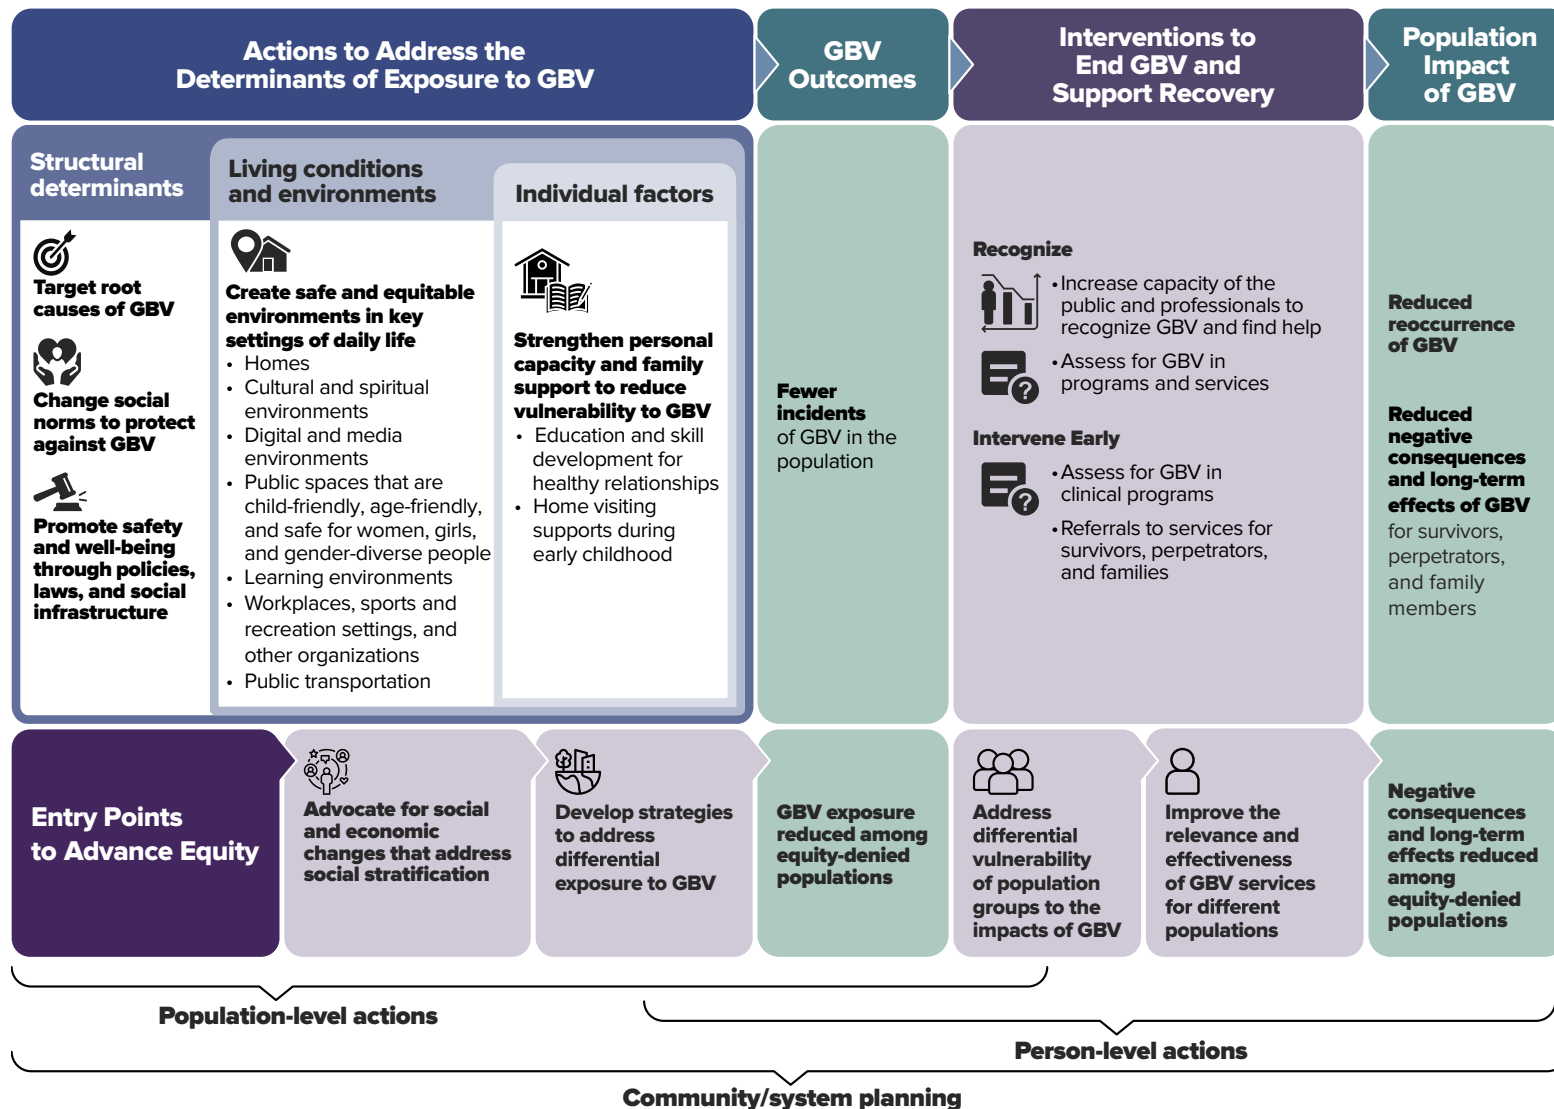 Actions to Address the
Determinants of Exposure to GBV
GBV
Outcomes
Interventions to
End GBV and
Support Recovery
Population
Impact
of GBV
Structural
determinants
Target root
causes of GBV
Change social
norms to protect
against GBV
Promote safety
and well-being
through policies,
laws, and social
infrastructure
Living conditions
and environments
Create safe and equitable
environments in key
settings of daily life
• Homes
• Cultural and spiritual
environments
• Digital and media
environments
• Public spaces that are
child-friendly, age-friendly,
and safe for women, girls,
and gender-diverse people
• Learning environments
• Workplaces, sports and
recreation settings, and
other organizations
• Public transportation
Individual factors
Strengthen personal
capacity and family
support to reduce
vulnerability to GBV
• Education and skill
development for
healthy relationships
• Home visiting
supports during
early childhood
Fewer
incidents
of GBV in the
population
Recognize
• Increase capacity of the
public and professionals to
recognize GBV and find help
• Assess for GBV in
programs and services
Intervene Early
• Assess for GBV in
clinical programs
• Referrals to services for
survivors, perpetrators,
and families
Reduced
reoccurrence
of GBV
Reduced
negative
consequences
and long-term
effects of GBV
for survivors,
perpetrators,
and family
members
Entry Points
to Advance Equity
Advocate for social
and economic
changes that address
social stratification
Develop strategies
to address
differential
exposure to GBV
GBV exposure
reduced among
equity-denied
populations
Address
differential
vulnerability
of population
groups to the
impacts of GBV
Improve the
relevance and
effectiveness
of GBV services
for different
populations
Negative
consequences
and long-term
effects reduced
among
equity-denied
populations
Population-level actions
Person-level actions
Community/system planning